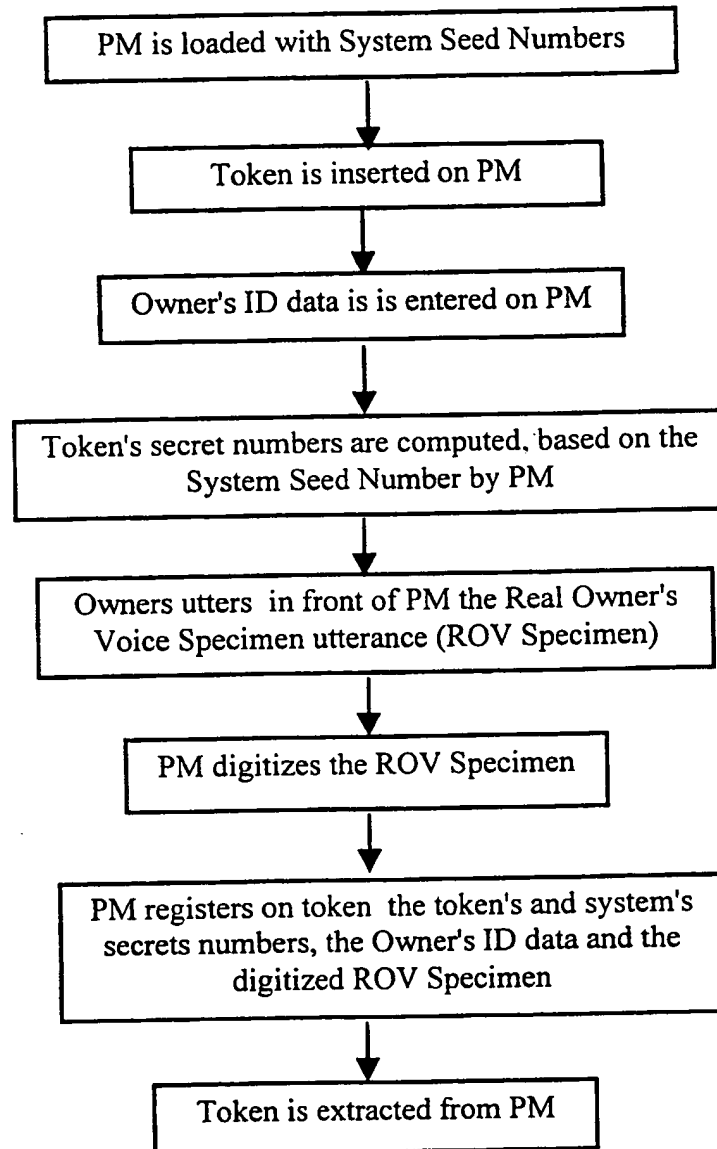 PM is loaded with System Seed Numbers
Token is inserted on PM
Owner's ID data is is entered on PM
Token's secret numbers are computed, based on the
System Seed Number by PM
Owners utters in front of PM the Real Owner's
Voice Specimen utterance (ROV Specimen)
PM digitizes the ROV Specimen
PM registers on token the token's and system's
secrets numbers, the Owner's ID data and the
digitized ROV Specimen
Token is extracted from PM